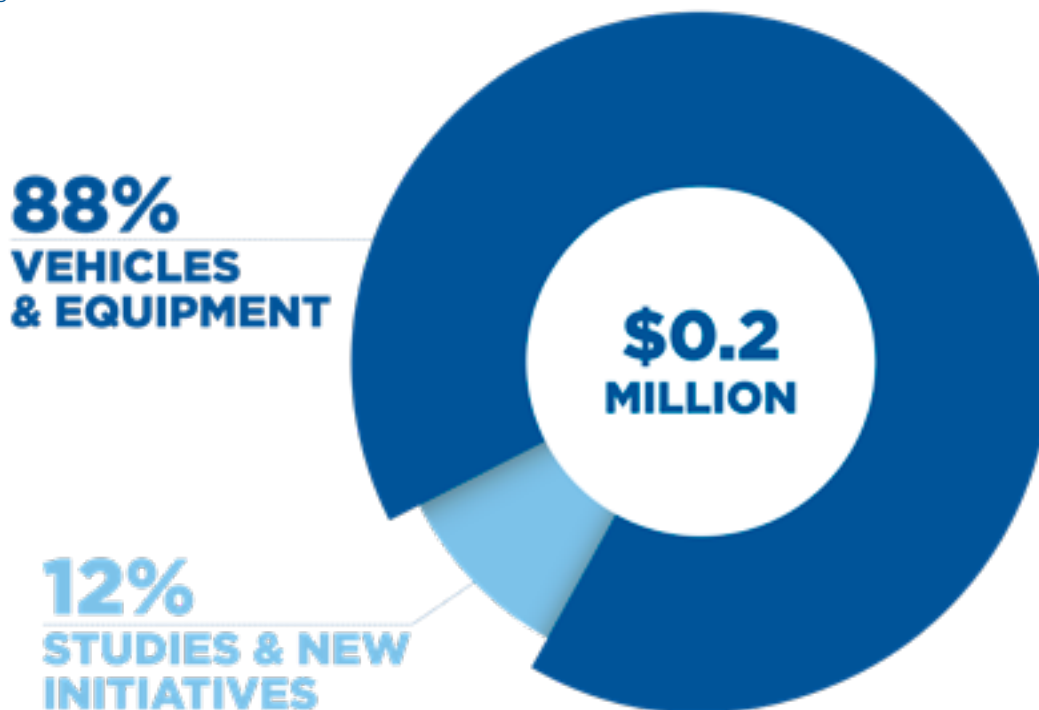 88%
VEHICLES
& EQUIPMENT
$0.2
MILLION
12%
STUDIES & NEW
INITIATIVES